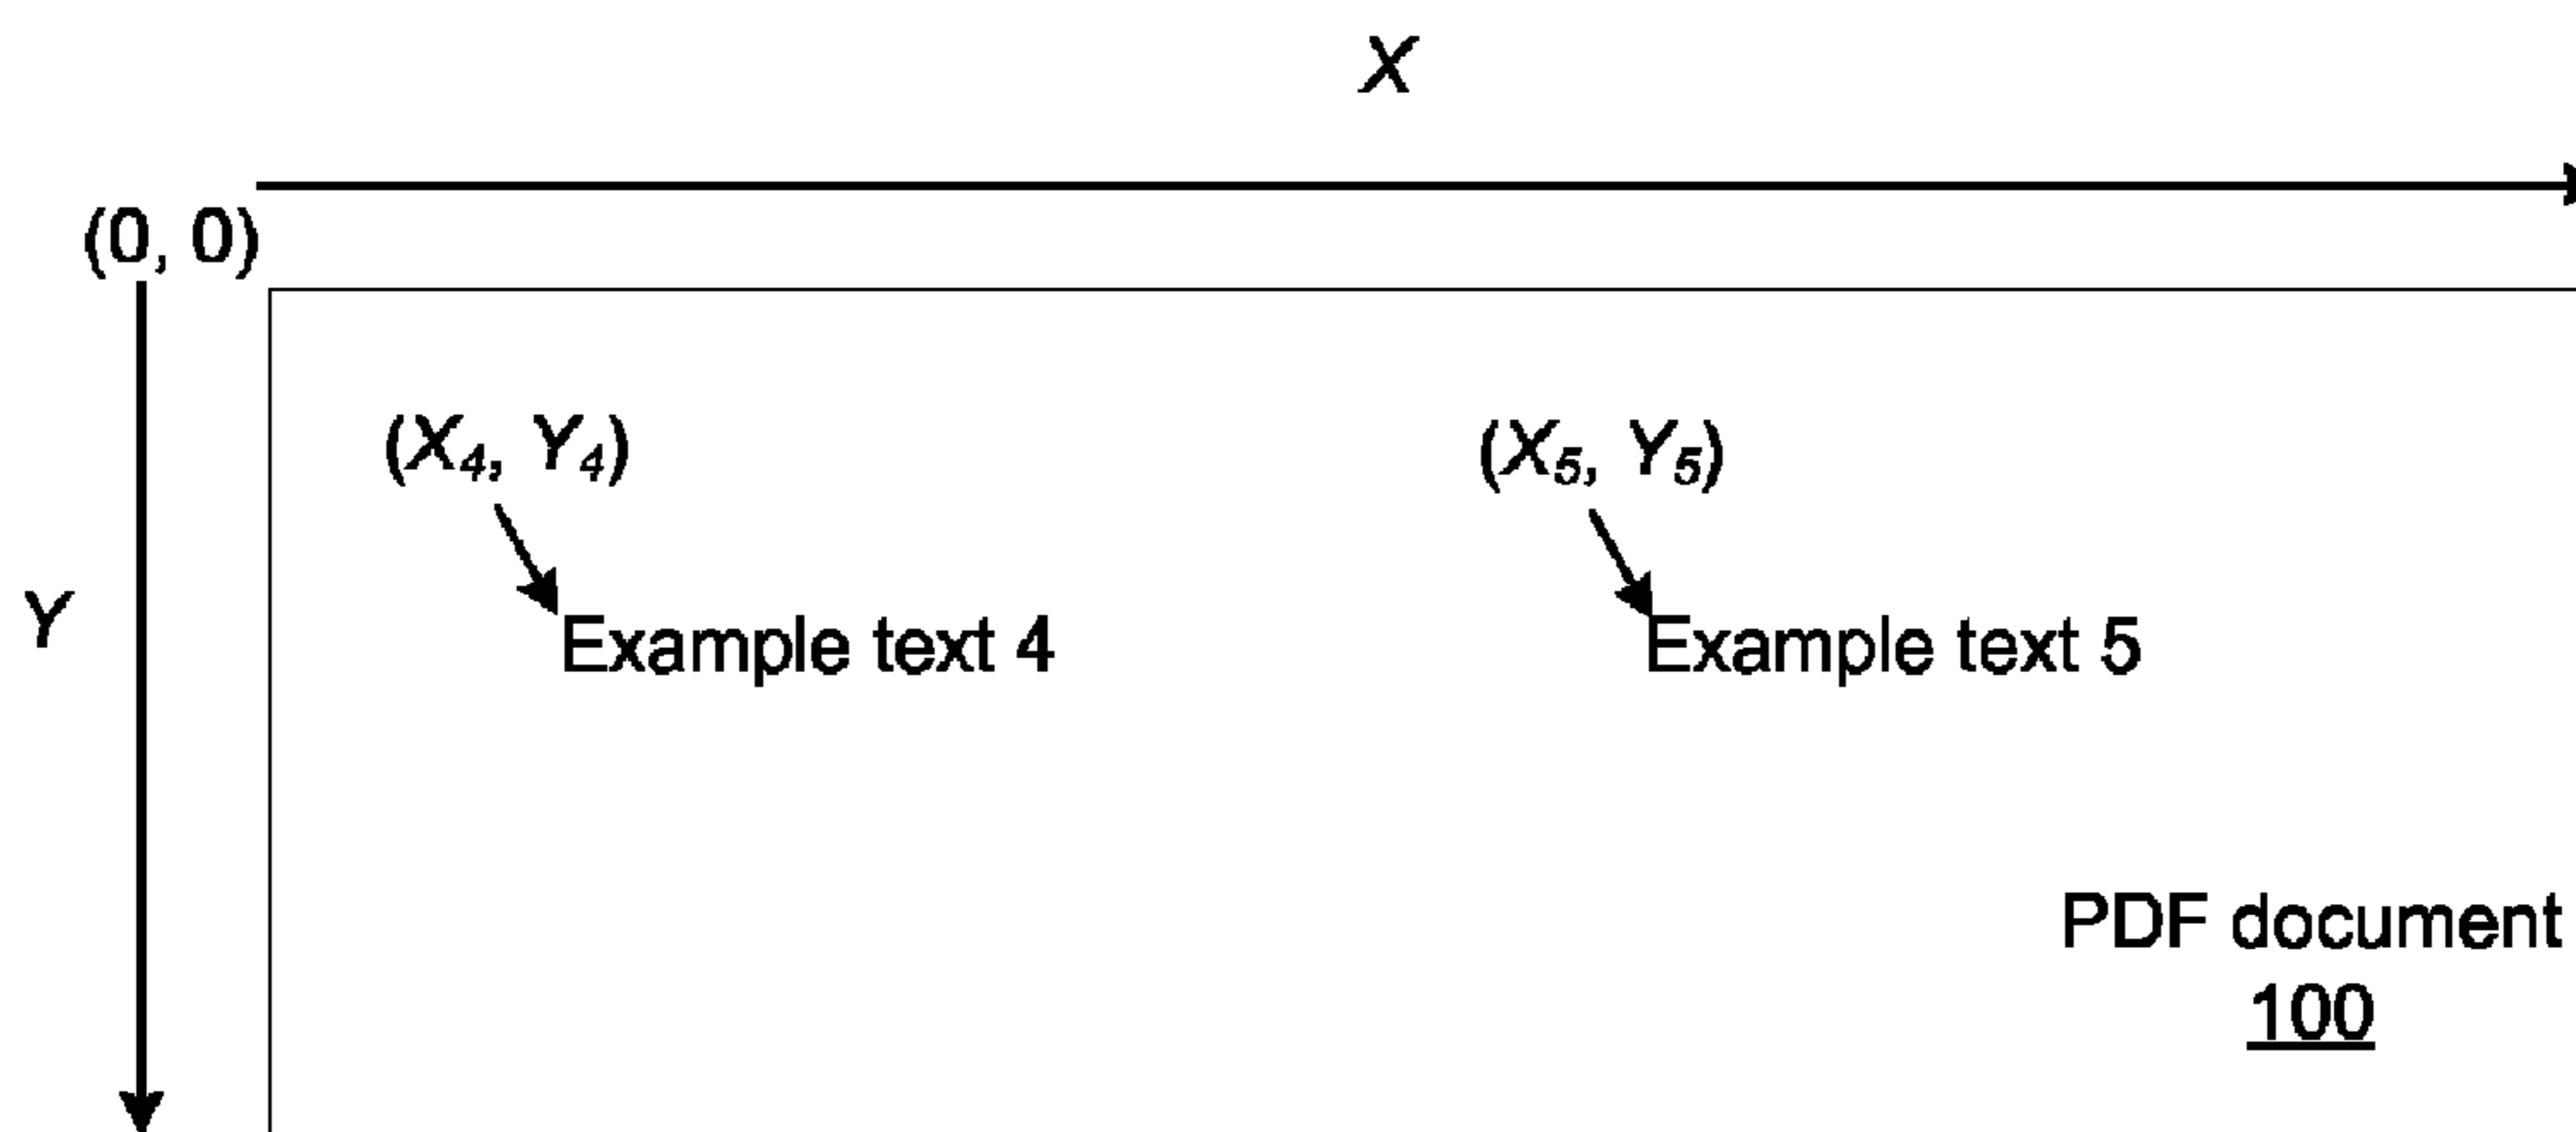 X
(0, 0)
(X4, Y4) (X5, Y5)
Y
Example text 4 Example text 5
PDF document
100